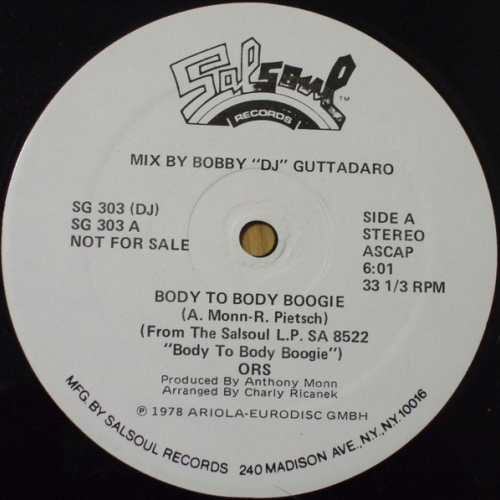 Salsoul
TM
RECORDS
MIX BY BOBBY "DJ" GUTTADARO
SG 303 (DJ)
SG 303 A
NOT FOR SALE
SIDE A
STEREO
ASCAP
6:01
33 1/3 RPM
BODY TO BODY BOOGIE
(A. Monn-R. Pietsch)
(From The Salsoul L.P. SA 8522
"Body To Body Boogie")
ORS
Produced By Anthony Monn
Arranged By Charly Ricanek
℗ 1978 ARIOLA-EURODISC GMBH
MFG. BY SALSOUL RECORDS 240 MADISON AVE., NY., NY. 10016